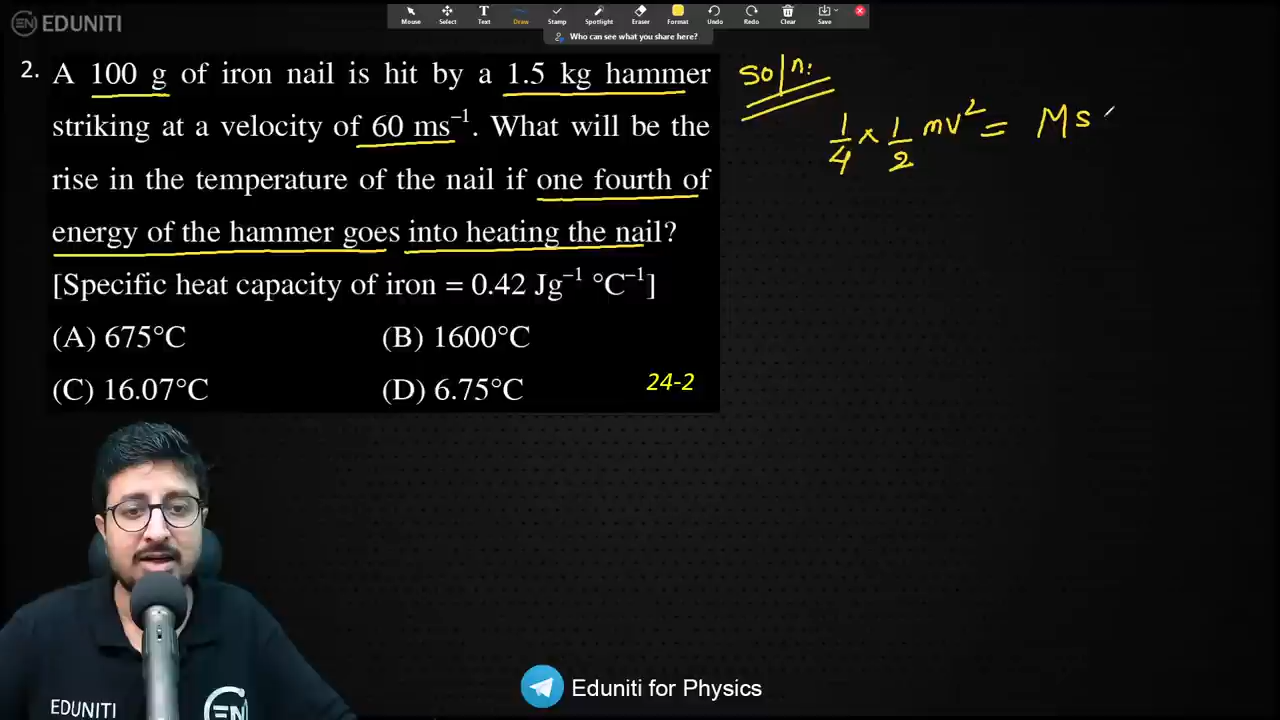 Mouse Select Text Draw Stamp Spotlight Eraser Format Undo Redo Clear Save
Who can see what you share here?
EN EDUNITI
2. A 100 g of iron nail is hit by a 1.5 kg hammer
striking at a velocity of 60 ms⁻¹. What will be the
rise in the temperature of the nail if one fourth of
energy of the hammer goes into heating the nail?
[Specific heat capacity of iron = 0.42 Jg⁻¹ °C⁻¹]
(A) 675°C (B) 1600°C
(C) 16.07°C (D) 6.75°C
24-2
Soln.
1/4 × 1/2 mv² = Ms
EDUNITI
EN
Eduniti for Physics